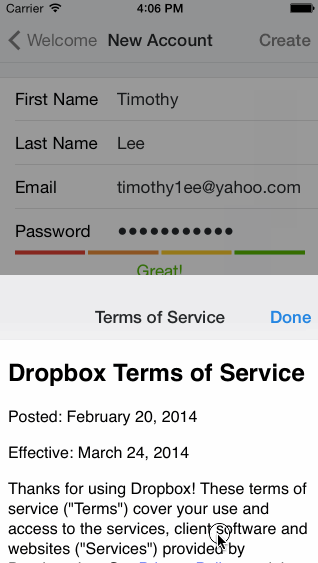 Carrier 4:06 PM
Welcome New Account Create
First Name Timothy
Last Name Lee
Email timothy1ee@yahoo.com
Password ●●●●●●●●●●●
Great!
Terms of Service Done
Dropbox Terms of Service
Posted: February 20, 2014
Effective: March 24, 2014
Thanks for using Dropbox! These terms of
service ("Terms") cover your use and
access to the services, client software and
websites ("Services") provided by